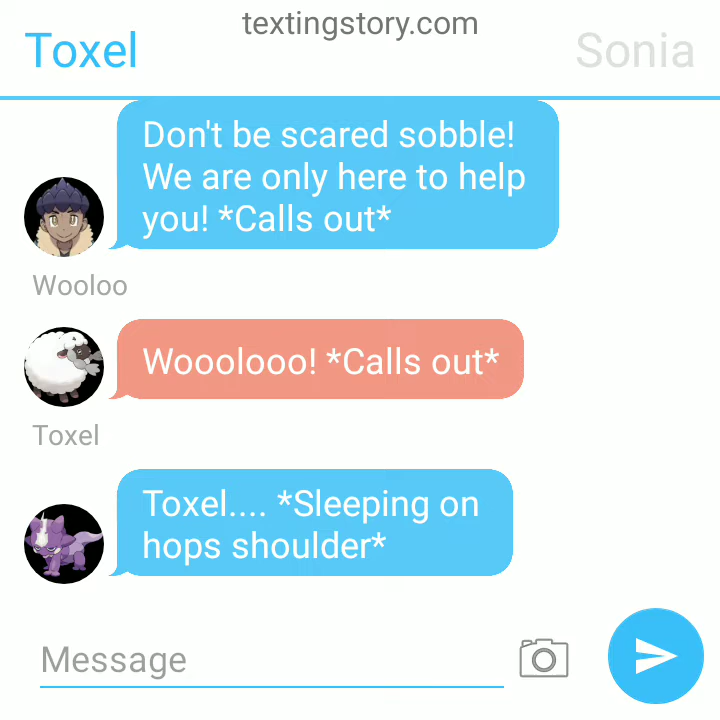 textingstory.com
Toxel
Sonia
Don't be scared sobble!
We are only here to help
you! *Calls out*
Wooloo
Wooolooo! *Calls out*
Toxel
Toxel.... *Sleeping on
hops shoulder*
Message